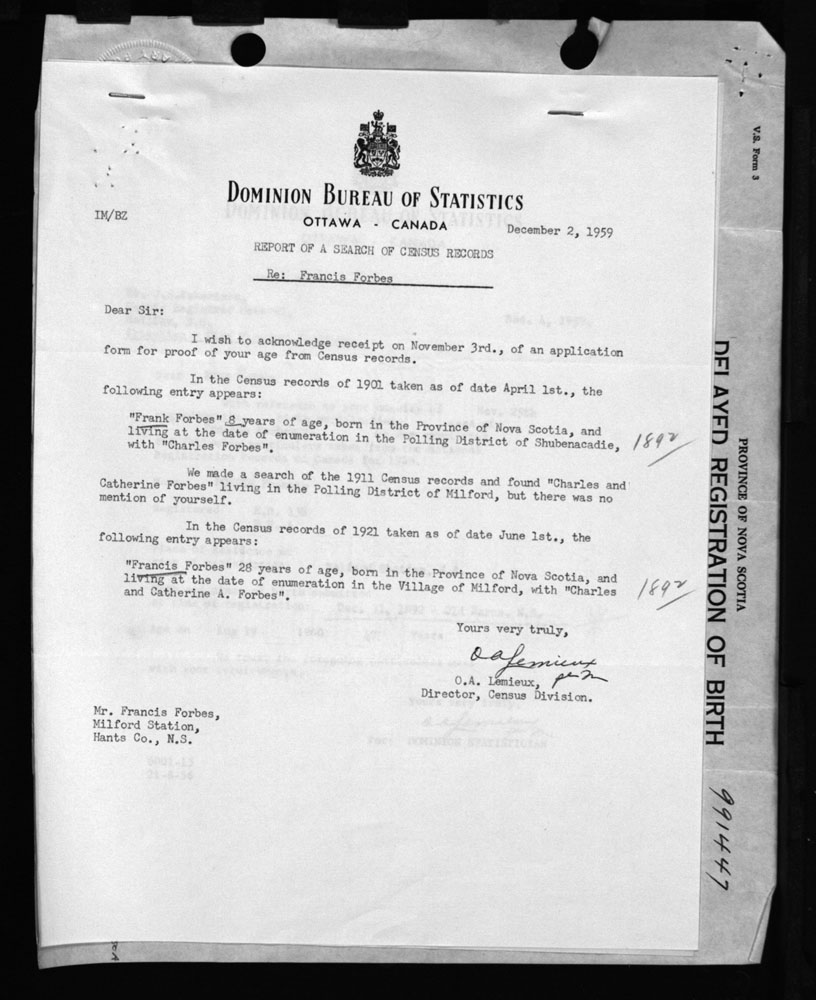 V.S. Form 3
DOMINION BUREAU OF STATISTICS
IM/BZ
OTTAWA - CANADA
December 2, 1959
REPORT OF A SEARCH OF CENSUS RECORDS
Re: Francis Forbes
Dear Sir:
I wish to acknowledge receipt on November 3rd., of an application
form for proof of your age from Census records.
In the Census records of 1901 taken as of date April 1st., the
following entry appears:
"Frank Forbes" 8 years of age, born in the Province of Nova Scotia, and
living at the date of enumeration in the Polling District of Shubenacadie,
with "Charles Forbes".
1892
We made a search of the 1911 Census records and found "Charles and
Catherine Forbes" living in the Polling District of Milford, but there was no
mention of yourself.
In the Census records of 1921 taken as of date June 1st., the
following entry appears:
"Francis Forbes" 28 years of age, born in the Province of Nova Scotia, and
living at the date of enumeration in the Village of Milford, with "Charles
and Catherine A. Forbes".
1892
Yours very truly,
O A Lemieux
O.A. Lemieux,
Director, Census Division.
Mr. Francis Forbes,
Milford Station,
Hants Co., N.S.
PROVINCE OF NOVA SCOTIA
DELAYED REGISTRATION OF BIRTH
991447